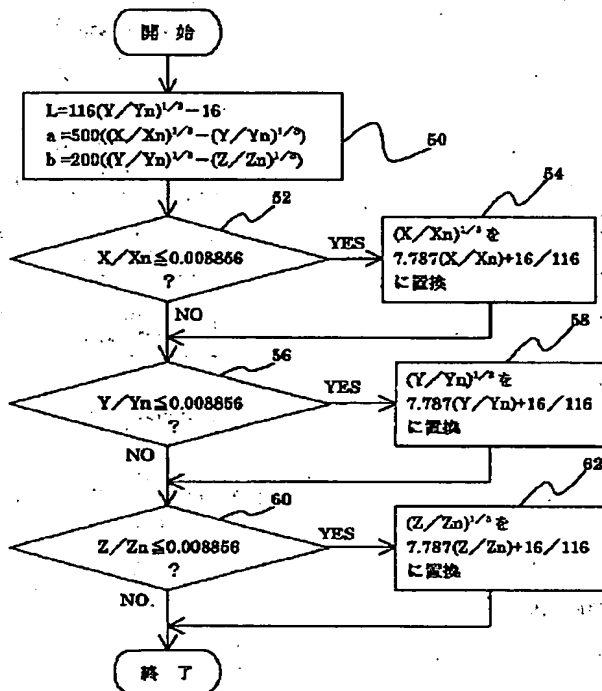 開始
L=116(Y/Yn)^{1/3}-16
a=500((X/Xn)^{1/3}-(Y/Yn)^{1/3})
b=200((Y/Yn)^{1/3}-(Z/Zn)^{1/3})
50
52
X/Xn≦0.008856
?
YES
NO
54
(X/Xn)^{1/3}を
7.787(X/Xn)+16/116
に置換
56
Y/Yn≦0.008856
?
YES
NO
58
(Y/Yn)^{1/3}を
7.787(Y/Yn)+16/116
に置換
60
Z/Zn≦0.008856
?
YES
NO
62
(Z/Zn)^{1/3}を
7.787(Z/Zn)+16/116
に置換
終了